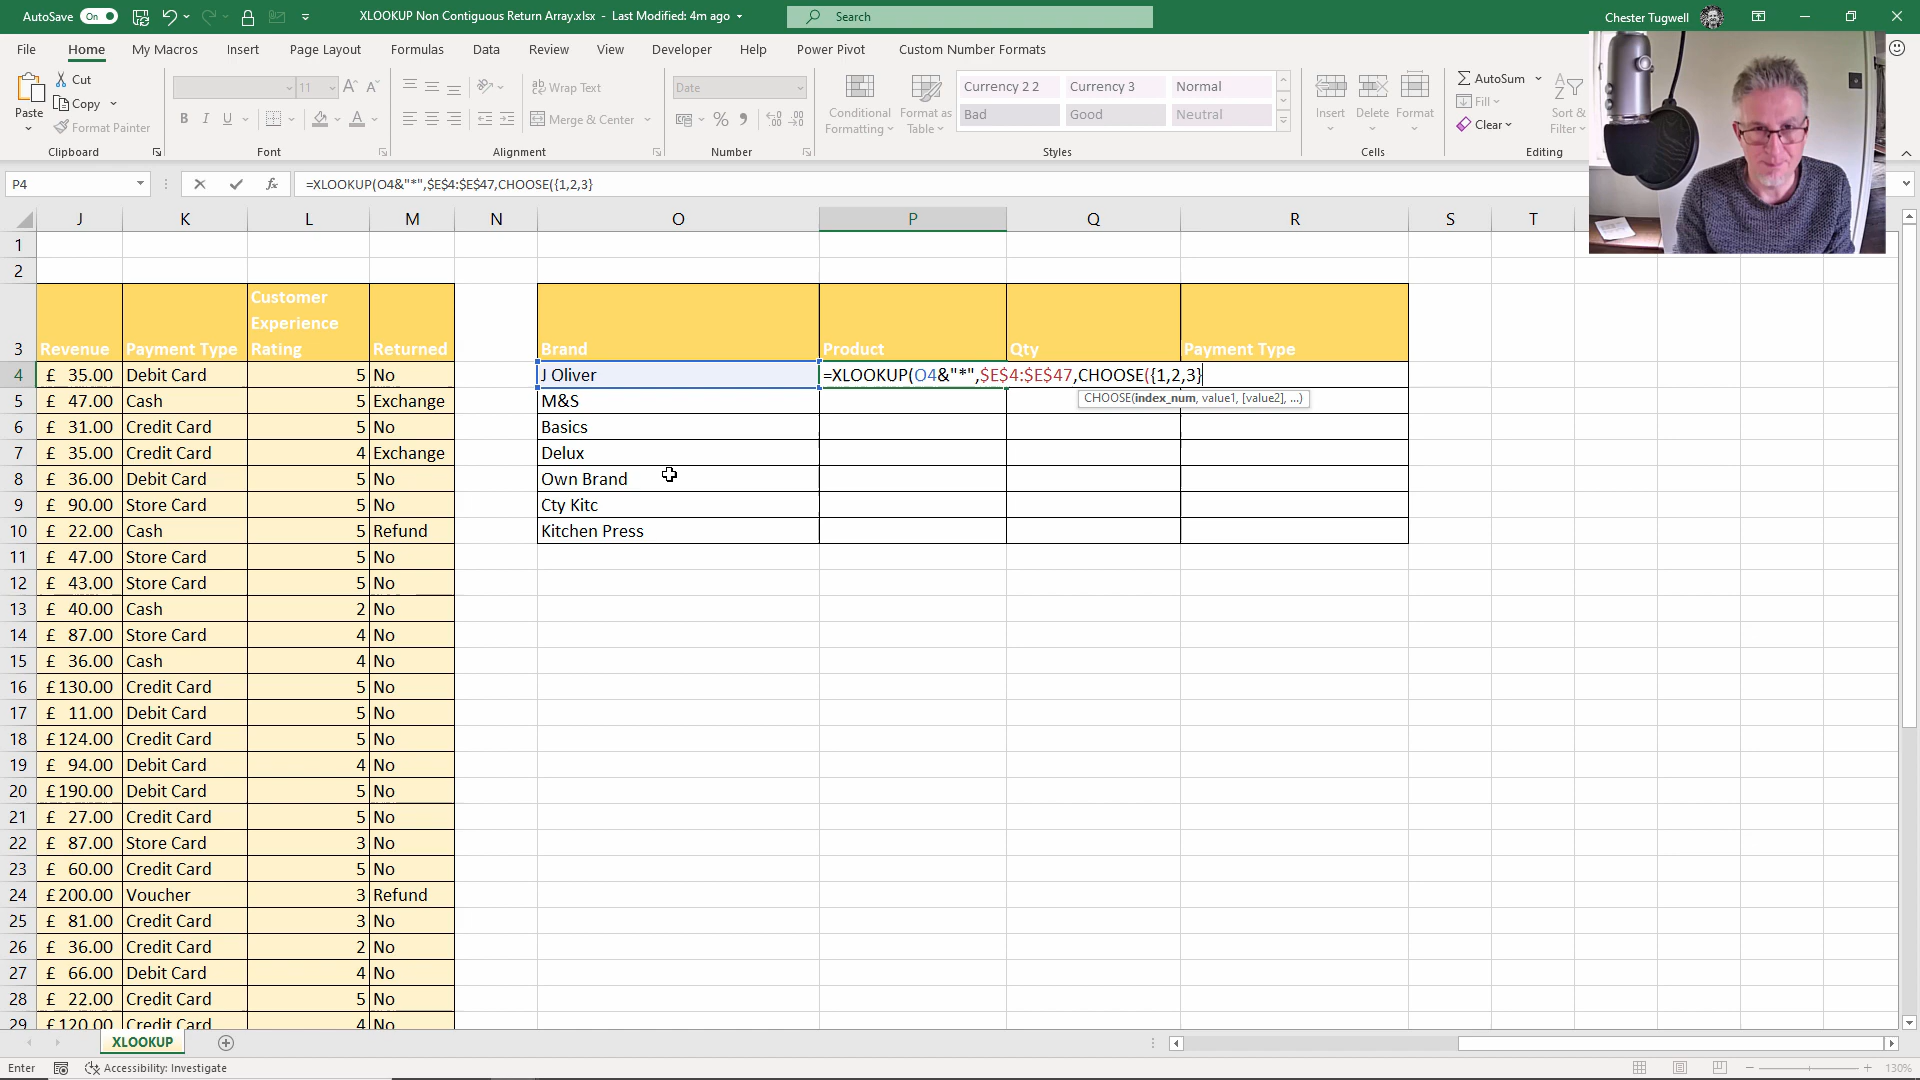 AutoSave On XLOOKUP Non Contiguous Return Array.xlsx - Last Modified: 4m ago Search Chester Tugwell
File Home My Macros Insert Page Layout Formulas Data Review View Developer Help Power Pivot Custom Number Formats
Paste Cut Copy Format Painter Clipboard
11 A A B I U A Font
ab Wrap Text Merge & Center Alignment
Date % Number
Conditional Formatting Format as Table Currency 2 2 Currency 3 Normal Bad Good Neutral Styles
Insert Delete Format Cells
AutoSum Fill Clear Sort & Filter Editing
P4 fx =XLOOKUP(O4&"*",$E$4:$E$47,CHOOSE({1,2,3}
J K L M N O P Q R S T
1
2
3 Revenue Payment Type Customer Experience Rating Returned Brand Product Qty Payment Type
4 £ 35.00 Debit Card 5 No J Oliver =XLOOKUP(O4&"*",$E$4:$E$47,CHOOSE({1,2,3}
CHOOSE(index_num, value1, [value2], ...)
5 £ 47.00 Cash 5 Exchange M&S
6 £ 31.00 Credit Card 5 No Basics
7 £ 35.00 Credit Card 4 Exchange Delux
8 £ 36.00 Debit Card 5 No Own Brand
9 £ 90.00 Store Card 5 No Cty Kitc
10 £ 22.00 Cash 5 Refund Kitchen Press
11 £ 47.00 Store Card 5 No
12 £ 43.00 Store Card 5 No
13 £ 40.00 Cash 2 No
14 £ 87.00 Store Card 4 No
15 £ 36.00 Cash 4 No
16 £ 130.00 Credit Card 5 No
17 £ 11.00 Debit Card 5 No
18 £ 124.00 Credit Card 5 No
19 £ 94.00 Debit Card 4 No
20 £ 190.00 Debit Card 5 No
21 £ 27.00 Credit Card 5 No
22 £ 87.00 Store Card 3 No
23 £ 60.00 Credit Card 5 No
24 £ 200.00 Voucher 3 Refund
25 £ 81.00 Credit Card 3 No
26 £ 36.00 Credit Card 2 No
27 £ 66.00 Debit Card 4 No
28 £ 22.00 Credit Card 5 No
29 £ 120.00 Credit Card 4 No
XLOOKUP
Enter Accessibility: Investigate 130%